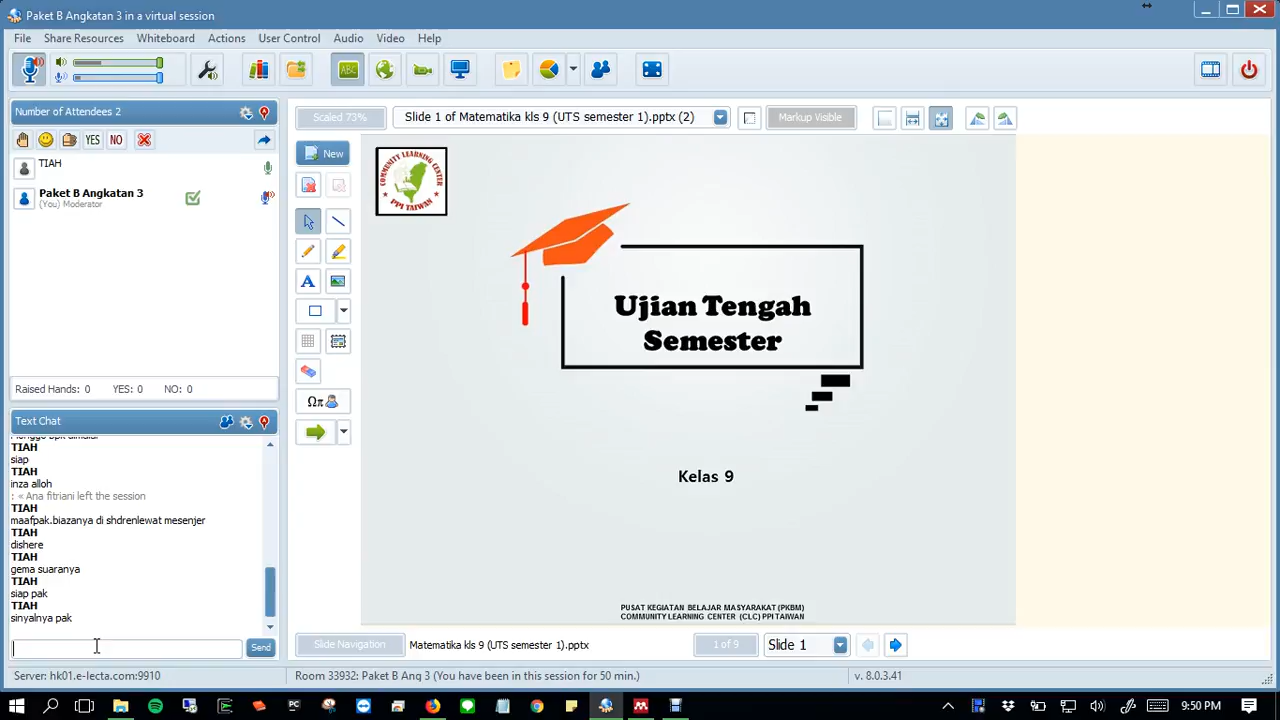 Paket B Angkatan 3 in a virtual session
File Share Resources Whiteboard Actions User Control Audio Video Help
ABC
Number of Attendees 2
YES NO
TIAH
Paket B Angkatan 3
(You) Moderator
Raised Hands: 0 YES: 0 NO: 0
Text Chat
TIAH
siap
TIAH
inza alloh
: « Ana fitriani left the session
TIAH
maafpak.biazanya di shdrenlewat mesenjer
TIAH
dishere
TIAH
gema suaranya
TIAH
siap pak
TIAH
sinyalnya pak
Send
Scaled 73%
Slide 1 of Matematika kls 9 (UTS semester 1).pptx (2)
Markup Visible
New
A
Ωπ
COMMUNITY LEARNING CENTER
PPI TAIWAN
Ujian Tengah
Semester
Kelas 9
PUSAT KEGIATAN BELAJAR MASYARAKAT (PKBM)
COMMUNITY LEARNING CENTER (CLC) PPI TAIWAN
Slide Navigation
Matematika kls 9 (UTS semester 1).pptx
1 of 9
Slide 1
Server: hk01.e-lecta.com:9910
Room 33932: Paket B Ang 3 (You have been in this session for 50 min.)
v. 8.0.3.41
PC
9:50 PM